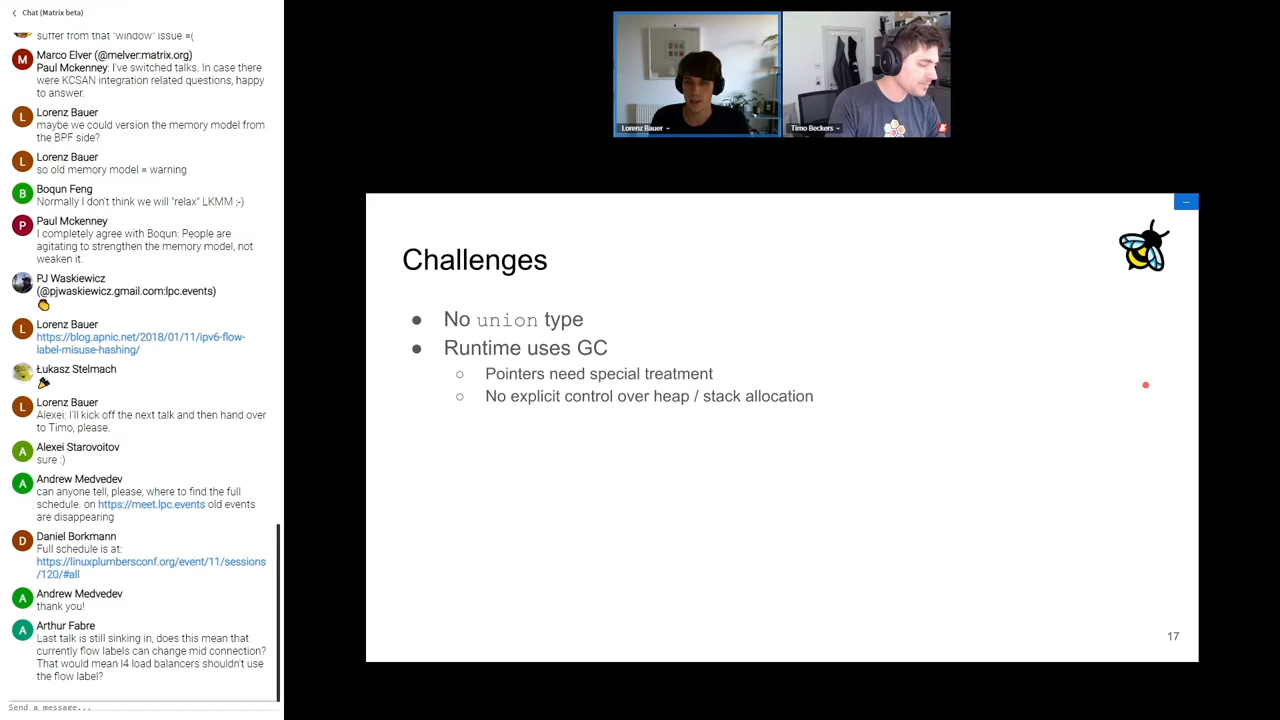 Chat (Matrix beta)
suffer from that "window" issue =(
Marco Elver (@melver:matrix.org)
Paul Mckenney: I've switched talks. In case there
were KCSAN integration related questions, happy
to answer.
Lorenz Bauer
maybe we could version the memory model from
the BPF side?
Lorenz Bauer
so old memory model = warning
Boqun Feng
Normally I don't think we will "relax" LKMM ;-)
Paul Mckenney
I completely agree with Boqun: People are
agitating to strengthen the memory model, not
weaken it.
PJ Waskiewicz
(@pjwaskiewicz.gmail.com:lpc.events)
Lorenz Bauer
https://blog.apnic.net/2018/01/11/ipv6-flow-
label-misuse-hashing/
Łukasz Stelmach
Lorenz Bauer
Alexei: I'll kick off the next talk and then hand over
to Timo, please.
Alexei Starovoitov
sure :)
Andrew Medvedev
can anyone tell, please, where to find the full
schedule. on https://meet.lpc.events old events
are disappearing
Daniel Borkmann
Full schedule is at:
https://linuxplumbersconf.org/event/11/sessions
/120/#all
Andrew Medvedev
thank you!
Arthur Fabre
Last talk is still sinking in, does this mean that
currently flow labels can change mid connection?
That would mean l4 load balancers shouldn't use
the flow label?
Send a message...
M
L
L
B
P
L
L
A
A
D
A
A
Lorenz Bauer
Timo Beckers
Challenges
No union type
Runtime uses GC
Pointers need special treatment
No explicit control over heap / stack allocation
17